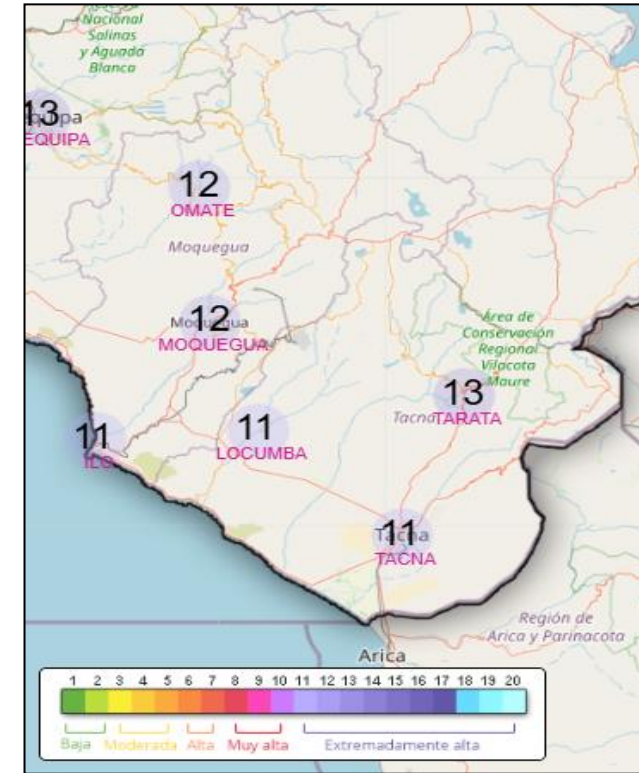 Nacional
Salinas
y Aguada
Blanca
13
equipa
EQUIPA
12
OMATE
Moquegua
12
Moquegua
MOQUEGUA
Área de
Conservación
Regional
Vilacota
Maure
13
Tacna
TARATA
11
ILO
11
LOCUMBA
11
Tacna
TACNA
Región de
Arica y Parinacota
Arica
1 2 3 4 5 6 7 8 9 10 11 12 13 14 15 16 17 18 19 20
Baja Moderada Alta Muy alta Extremadamente alta